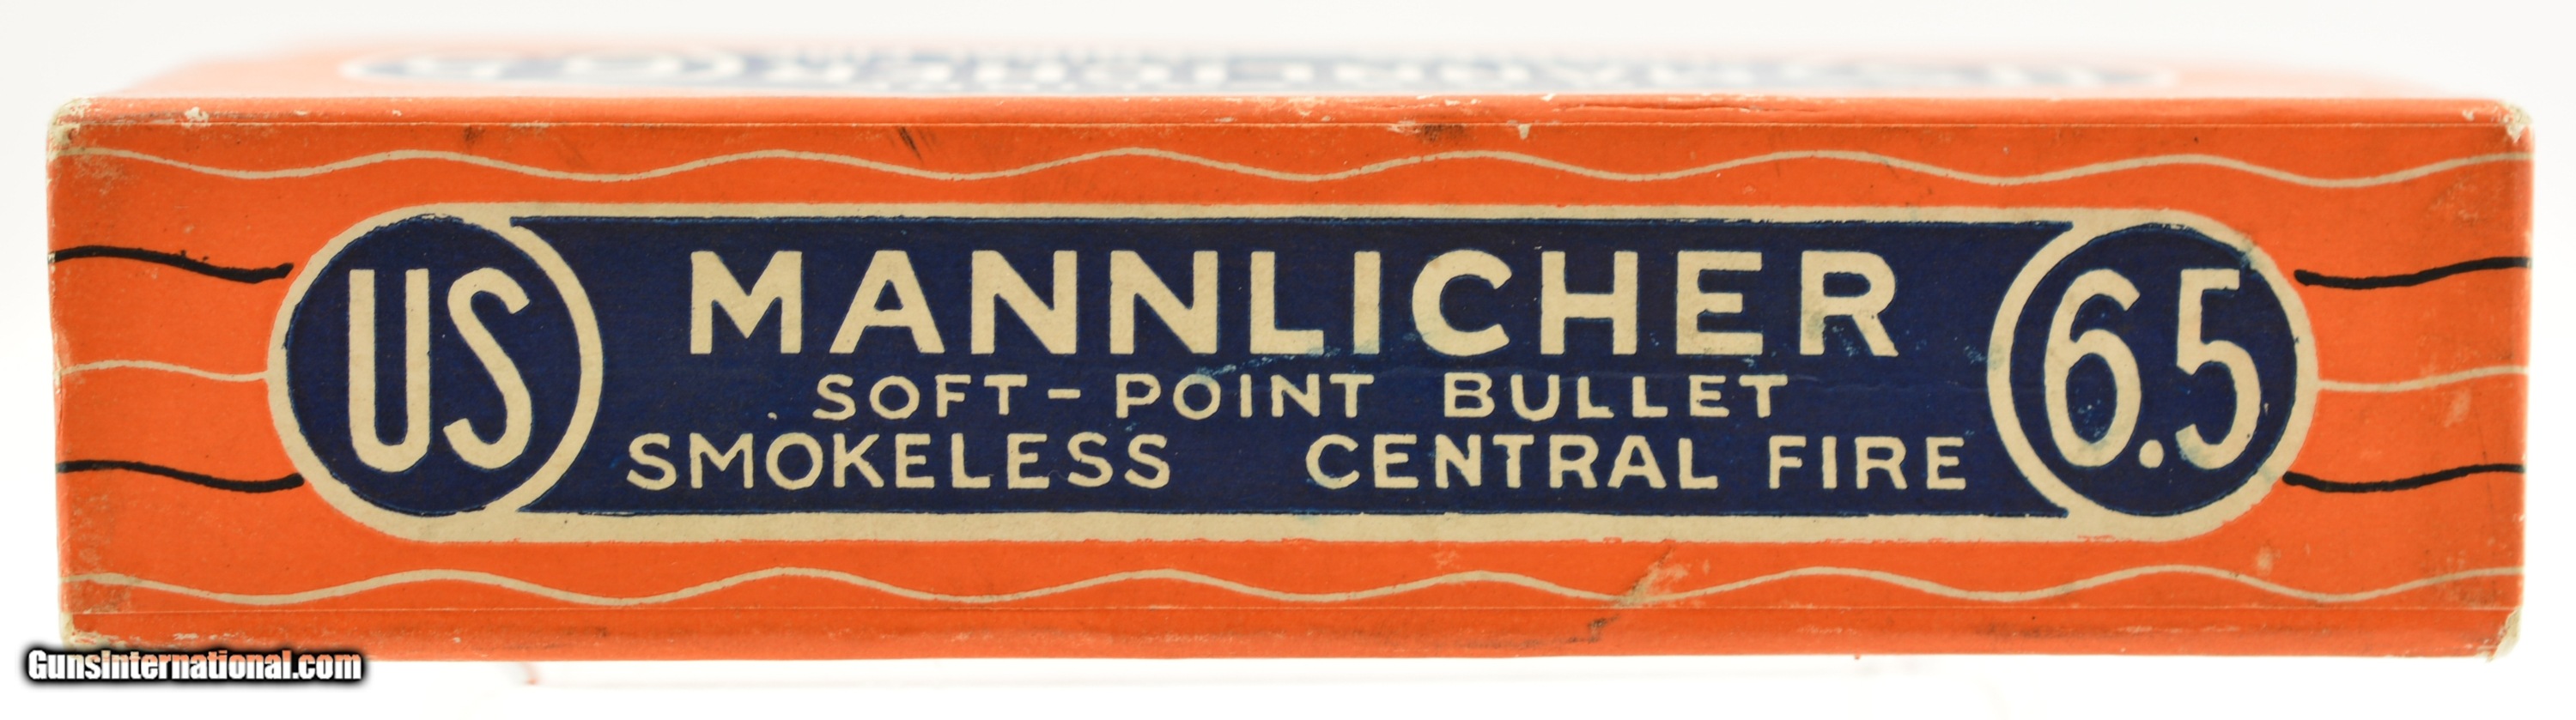 US
MANNLICHER
SOFT-POINT BULLET
SMOKELESS CENTRAL FIRE
6.5
GunsInternational.com